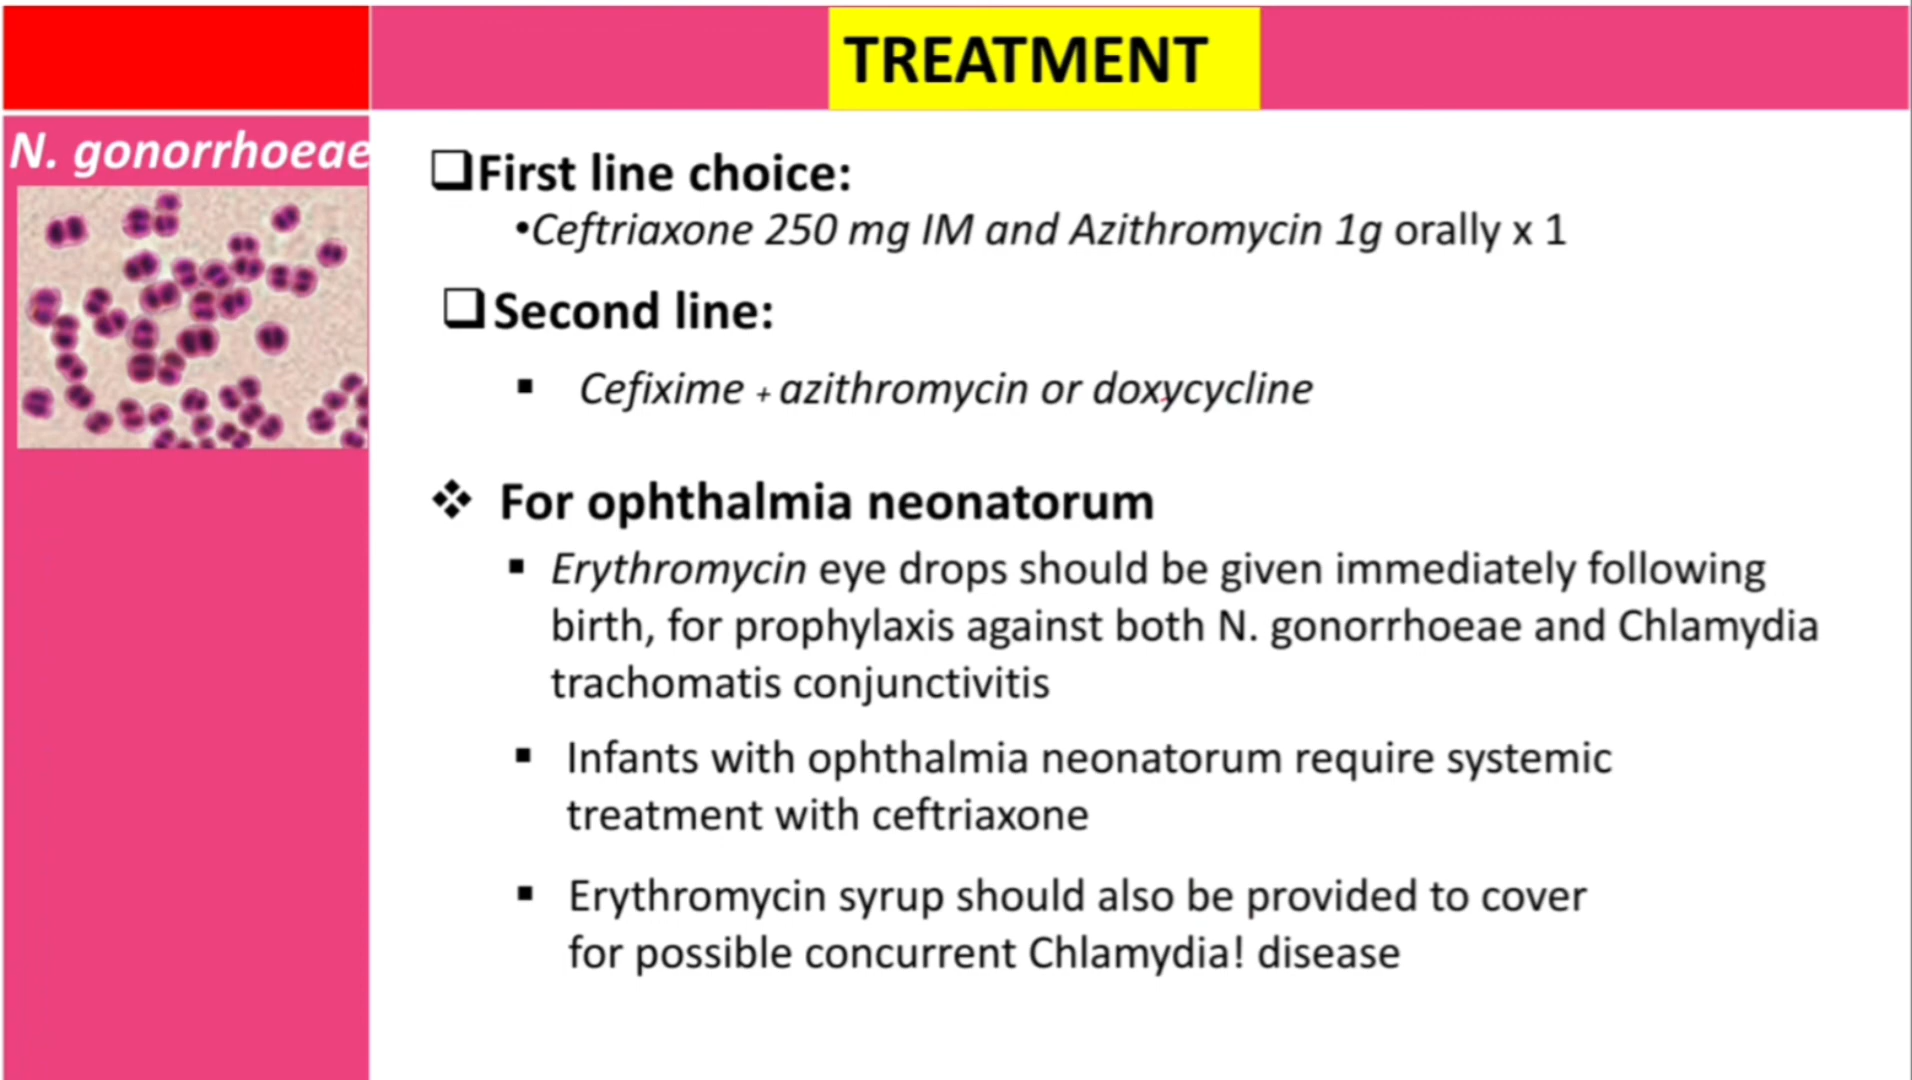 TREATMENT
N. gonorrhoeae
❑First line choice:
•Ceftriaxone 250 mg IM and Azithromycin 1g orally x 1
❑Second line:
▪ Cefixime + azithromycin or doxycycline
❖ For ophthalmia neonatorum
▪ Erythromycin eye drops should be given immediately following
birth, for prophylaxis against both N. gonorrhoeae and Chlamydia
trachomatis conjunctivitis
▪ Infants with ophthalmia neonatorum require systemic
treatment with ceftriaxone
▪ Erythromycin syrup should also be provided to cover
for possible concurrent Chlamydia! disease